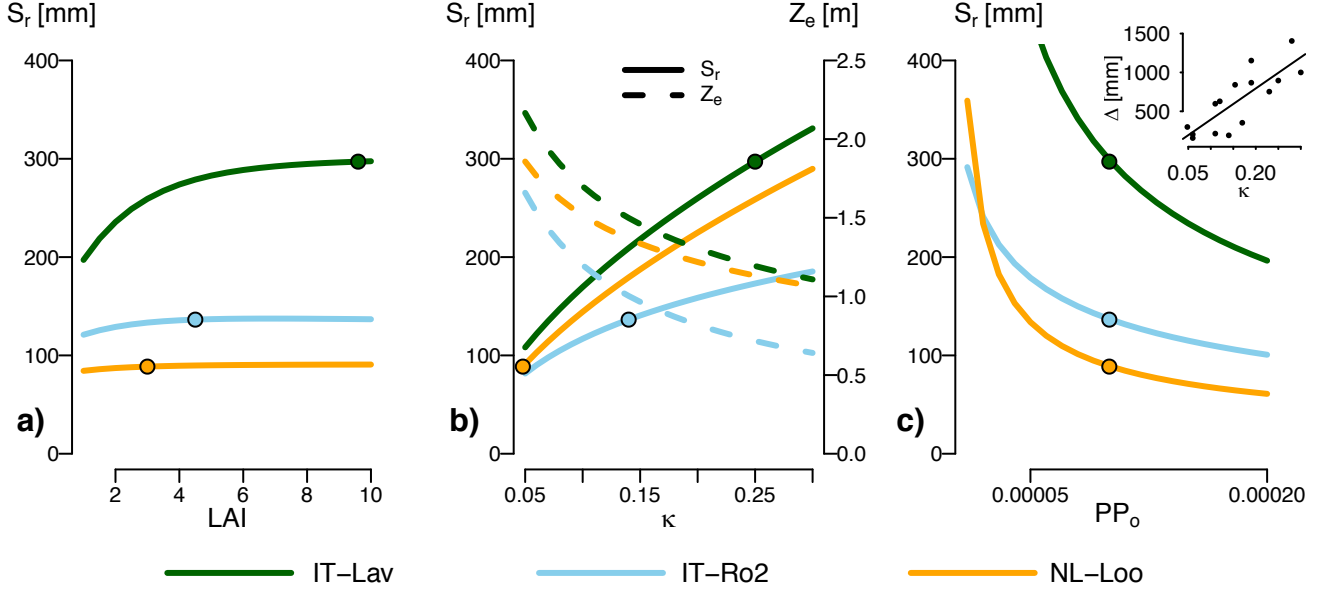 Sᵣ [mm]
400
300
200
100
0
a)
2
4
6
8
10
LAI
Sᵣ [mm]
Zₑ [m]
400
300
200
100
0
2.5
2.0
1.5
1.0
0.5
0.0
Sᵣ
Zₑ
b)
0.05
0.15
0.25
κ
Sᵣ [mm]
400
300
200
100
0
c)
0.00005
0.00020
PPₒ
Δ [mm]
1500
1000
500
0.05
0.20
κ
IT−Lav
IT−Ro2
NL−Loo